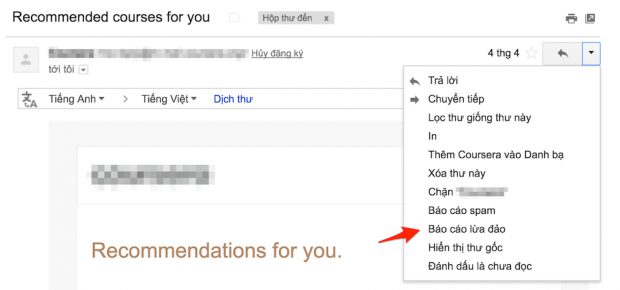 Recommended courses for you
Hộp thư đến x
Hủy đăng ký
4 thg 4
tới tôi
Tiếng Anh > Tiếng Việt Dịch thư
Trả lời
Chuyển tiếp
Lọc thư giống thư này
In
Thêm Coursera vào Danh bạ
Xóa thư này
Chặn
Báo cáo spam
Báo cáo lừa đảo
Hiển thị thư gốc
Đánh dấu là chưa đọc
Recommendations for you.